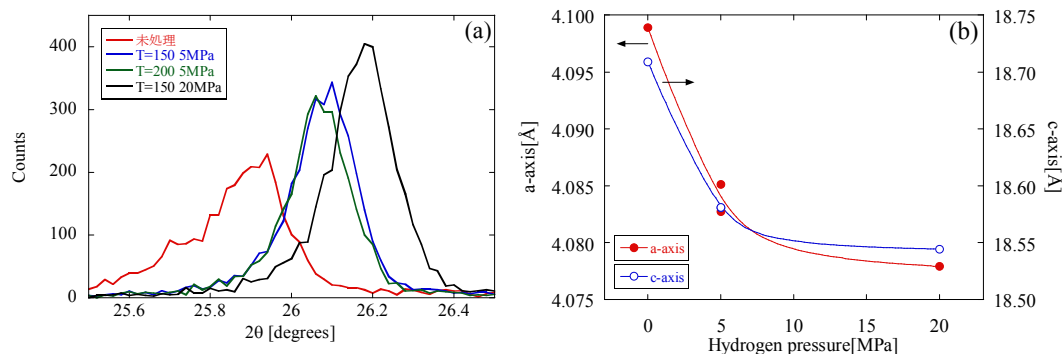 (a)
未処理
T=150 5MPa
T=200 5MPa
T=150 20MPa
Counts
400
300
200
100
0
25.6
25.8
26
26.2
26.4
2θ [degrees]
(b)
a-axis[Å]
4.100
4.095
4.090
4.085
4.080
4.075
c-axis[Å]
18.75
18.70
18.65
18.60
18.55
18.50
a-axis
c-axis
0
5
10
15
20
Hydrogen pressure[MPa]